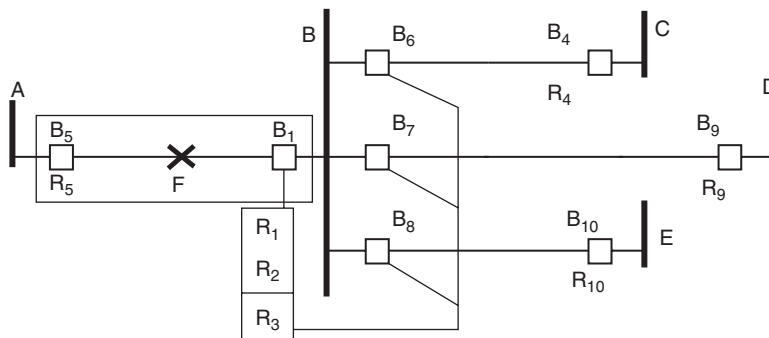 A
B
C
D
E
F
B₅
R₅
B₁
R₁
R₂
R₃
B₆
B₄
R₄
B₇
B₉
R₉
B₈
B₁₀
R₁₀